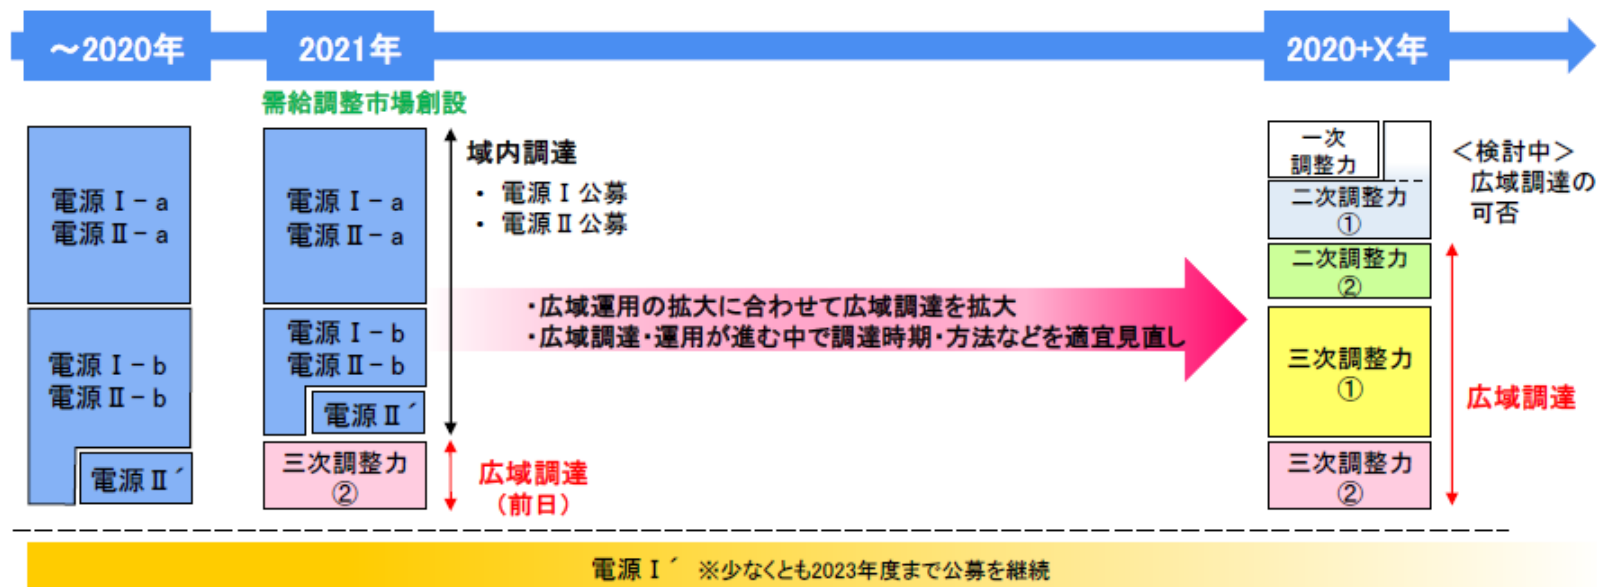 ～2020年
2021年
2020+X年
需給調整市場創設
電源Ⅰ-a
電源Ⅱ-a
電源Ⅰ-b
電源Ⅱ-b
電源Ⅱ´
電源Ⅰ-a
電源Ⅱ-a
電源Ⅰ-b
電源Ⅱ-b
電源Ⅱ´
三次調整力
②
域内調達
・ 電源Ⅰ公募
・ 電源Ⅱ公募
広域調達
（前日）
・広域運用の拡大に合わせて広域調達を拡大
・広域調達・運用が進む中で調達時期・方法などを適宜見直し
一次
調整力
二次調整力
①
二次調整力
②
三次調整力
①
三次調整力
②
＜検討中＞
広域調達の
可否
広域調達
電源Ⅰ´ ※少なくとも2023年度まで公募を継続